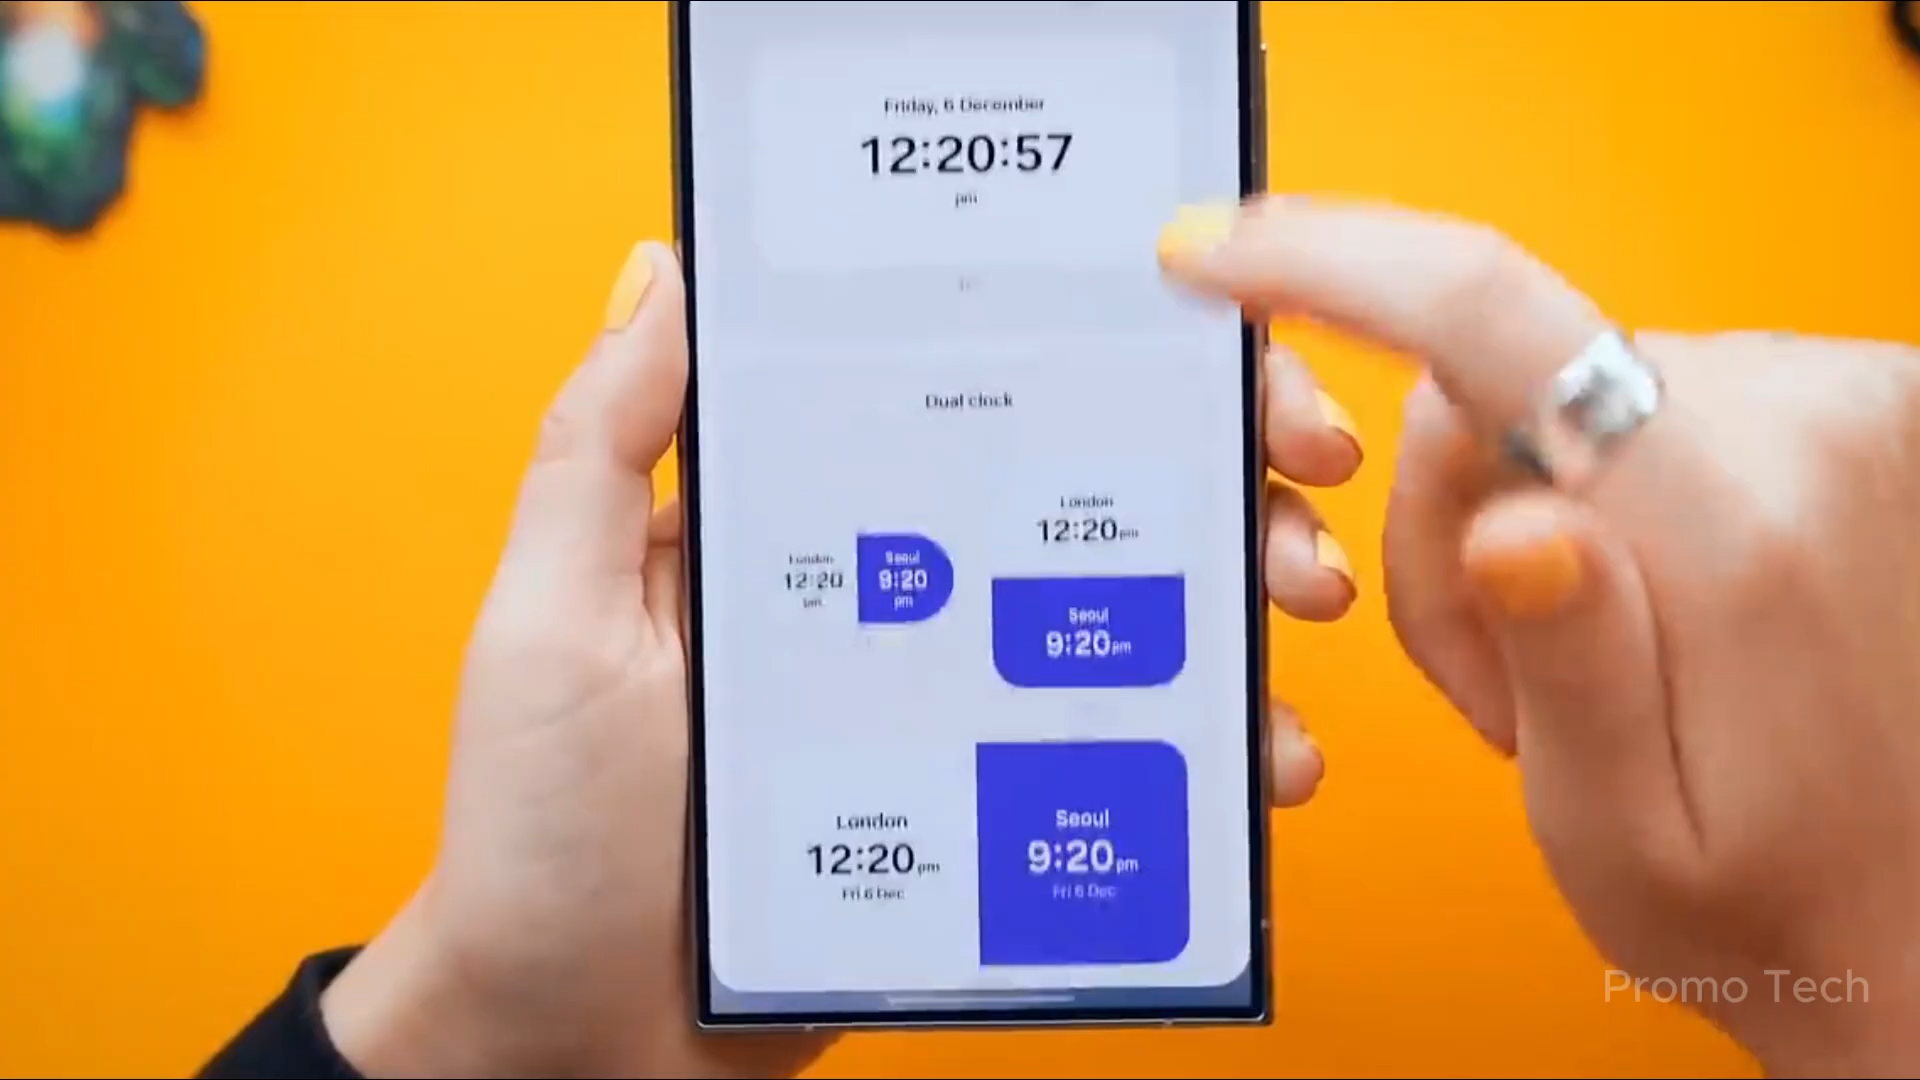 Friday, 6 December
12:20:57
pm
Dual clock
London
12:20
pm
Seoul
9:20
pm
London
12:20pm
Seoul
9:20pm
London
12:20pm
Fri 6 Dec
Seoul
9:20pm
Fri 6 Dec
Promo Tech